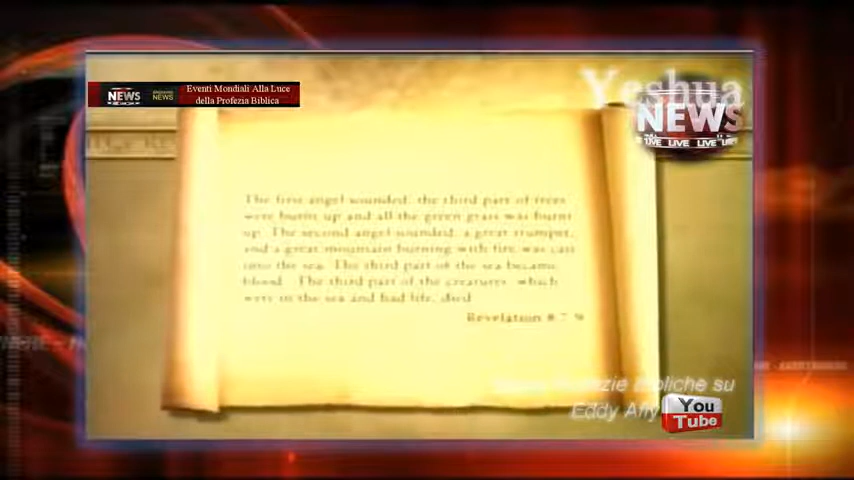 Yeshua
NEWS
LIVE LIVE LIVE
NEWS
NEWS
Eventi Mondiali Alla Luce
della Profezia Biblica
The first angel sounded, the third part of trees
were burnt up and all the green grass was burnt
up. The second angel sounded, a great trumpet,
and a great mountain burning with fire was cast
into the sea. The third part of the sea became
blood. The third part of the creatures, which
were in the sea and had life, died
Revelation 8:7-9
Bibliche su
Eddy Afiy
You
Tube